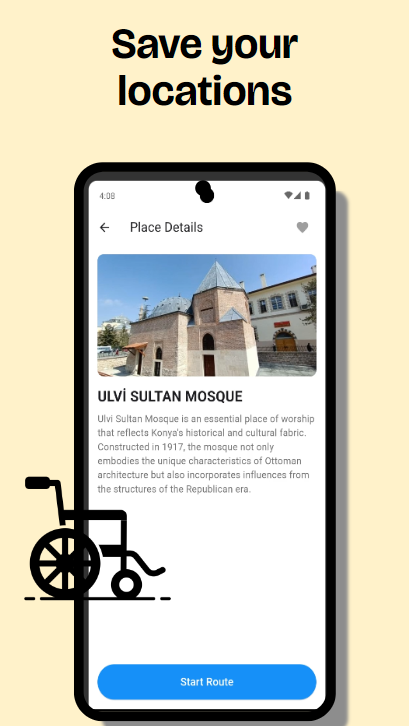 Save your
locations
4:08
Place Details
ULVİ SULTAN MOSQUE
Ulvi Sultan Mosque is an essential place of worship
that reflects Konya's historical and cultural fabric.
Constructed in 1917, the mosque not only
embodies the unique characteristics of Ottoman
architecture but also incorporates influences from
the structures of the Republican era.
Start Route